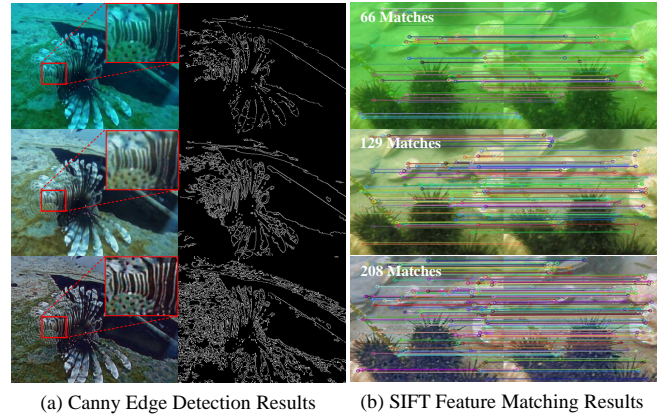 66 Matches
129 Matches
208 Matches
(a) Canny Edge Detection Results
(b) SIFT Feature Matching Results